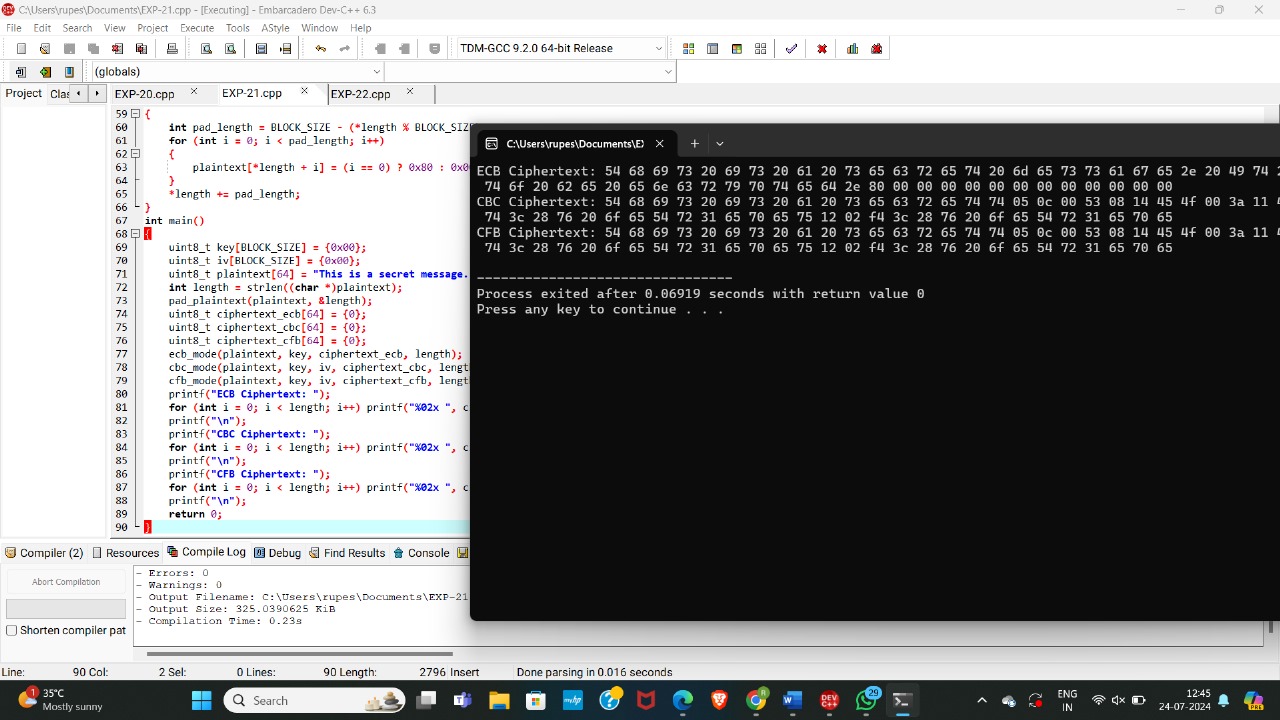 C:\Users\rupes\Documents\EXP-21.cpp - [Executing] - Embarcadero Dev-C++ 6.3
File Edit Search View Project Execute Tools AStyle Window Help
TDM-GCC 9.2.0 64-bit Release
(globals)
Project Clas EXP-20.cpp EXP-21.cpp EXP-22.cpp
59 {
60 int pad_length = BLOCK_SIZE - (*length % BLOCK_SIZE
61 for (int i = 0; i < pad_length; i++)
62 {
63 plaintext[*length + i] = (i == 0) ? 0x80 : 0x0
64 }
65 *length += pad_length;
66 }
67 int main()
68 {
69 uint8_t key[BLOCK_SIZE] = {0x00};
70 uint8_t iv[BLOCK_SIZE] = {0x00};
71 uint8_t plaintext[64] = "This is a secret message.
72 int length = strlen((char *)plaintext);
73 pad_plaintext(plaintext, &length);
74 uint8_t ciphertext_ecb[64] = {0};
75 uint8_t ciphertext_cbc[64] = {0};
76 uint8_t ciphertext_cfb[64] = {0};
77 ecb_mode(plaintext, key, ciphertext_ecb, length);
78 cbc_mode(plaintext, key, iv, ciphertext_cbc, lengt
79 cfb_mode(plaintext, key, iv, ciphertext_cfb, lengt
80 printf("ECB Ciphertext: ");
81 for (int i = 0; i < length; i++) printf("%02x ", c
82 printf("\n");
83 printf("CBC Ciphertext: ");
84 for (int i = 0; i < length; i++) printf("%02x ", c
85 printf("\n");
86 printf("CFB Ciphertext: ");
87 for (int i = 0; i < length; i++) printf("%02x ", c
88 printf("\n");
89 return 0;
90 }
C:\Users\rupes\Documents\E)
ECB Ciphertext: 54 68 69 73 20 69 73 20 61 20 73 65 63 72 65 74 20 6d 65 73 73 61 67 65 2e 20 49 74 2
74 6f 20 62 65 20 65 6e 63 72 79 70 74 65 64 2e 80 00 00 00 00 00 00 00 00 00 00 00
CBC Ciphertext: 54 68 69 73 20 69 73 20 61 20 73 65 63 72 65 74 74 05 0c 00 53 08 14 45 4f 00 3a 11 4
74 3c 28 76 20 6f 65 54 72 31 65 70 65 75 12 02 f4 3c 28 76 20 6f 65 54 72 31 65 70 65
CFB Ciphertext: 54 68 69 73 20 69 73 20 61 20 73 65 63 72 65 74 74 05 0c 00 53 08 14 45 4f 00 3a 11 4
74 3c 28 76 20 6f 65 54 72 31 65 70 65 75 12 02 f4 3c 28 76 20 6f 65 54 72 31 65 70 65
--------------------------------
Process exited after 0.06919 seconds with return value 0
Press any key to continue . . .
Compiler (2) Resources Compile Log Debug Find Results Console
Abort Compilation
Shorten compiler pat
- Errors: 0
- Warnings: 0
- Output Filename: C:\Users\rupes\Documents\EXP-21
- Output Size: 325.0390625 KiB
- Compilation Time: 0.23s
Line: 90 Col: 2 Sel: 0 Lines: 90 Length: 2796 Insert Done parsing in 0.016 seconds
1
35°C
Mostly sunny
Search
29
ENG
IN
12:45
24-07-2024